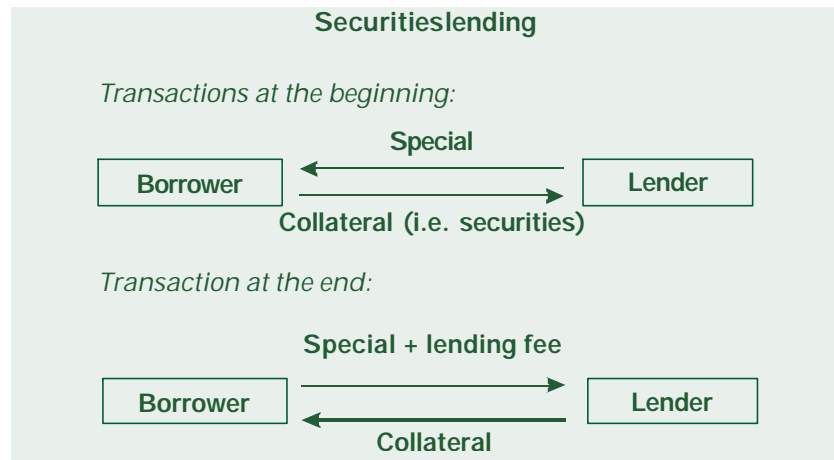 Securitieslending
Transactions at the beginning:
Special
Borrower
Lender
Collateral (i.e. securities)
Transaction at the end:
Special + lending fee
Borrower
Lender
Collateral